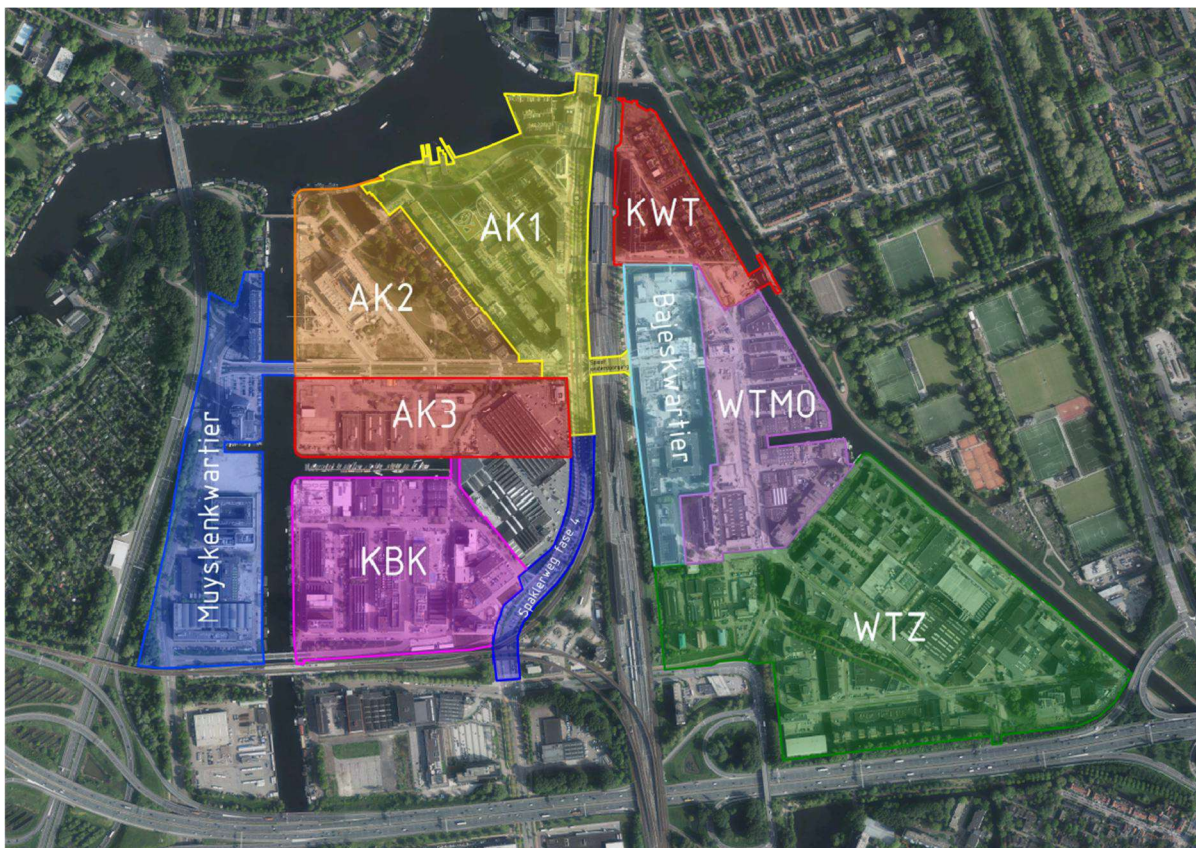 KWT
AK1
AK2
Bajeskwartier
WTMO
AK3
Muyskenkwartier
KBK
Spaklerweg fase 4
WTZ